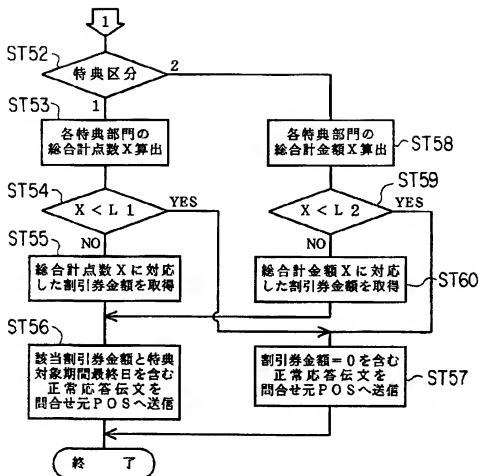 1
ST52
特典区分
2
1
ST53
各特典部門の
総合計点数X算出
各特典部門の
総合計金額X算出
ST58
ST54
X<L1
YES
NO
ST59
X<L2
YES
NO
ST55
総合計点数Xに対応
した割引券金額を取得
総合計金額Xに対応
した割引券金額を取得
ST60
ST56
該当割引券金額と特典
対象期間最終日を含む
正常応答伝文を
問合せ元POSへ送信
割引券金額=0を含む
正常応答伝文を
問合せ元POSへ送信
ST57
終 了